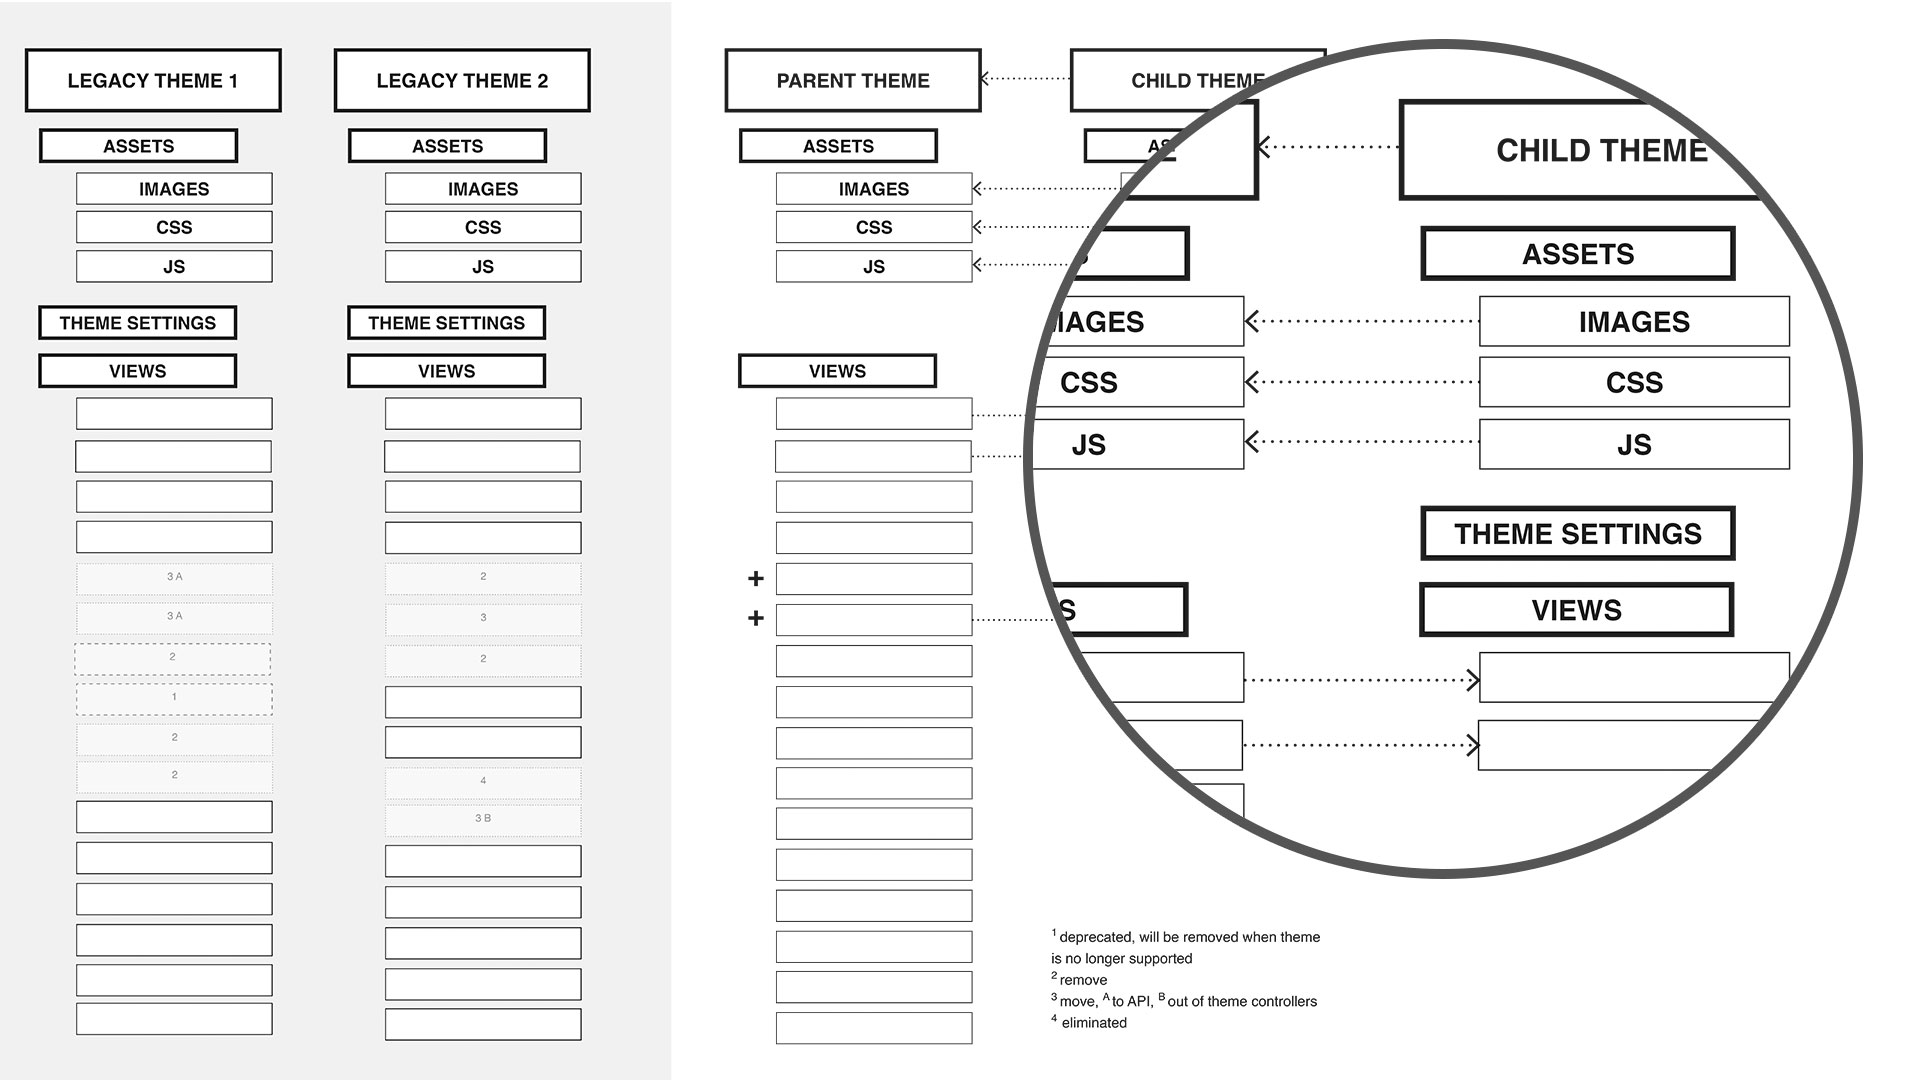 LEGACY THEME 1
ASSETS
IMAGES
CSS
JS
THEME SETTINGS
VIEWS
3 A
3 A
2
1
2
2
LEGACY THEME 2
ASSETS
IMAGES
CSS
JS
THEME SETTINGS
VIEWS
2
3
2
4
3 B
PARENT THEME
ASSETS
IMAGES
CSS
JS
VIEWS
+
+
CHILD THEME
AS
CHILD THEME
S
ASSETS
MAGES
IMAGES
CSS
CSS
JS
JS
THEME SETTINGS
S
VIEWS
1 deprecated, will be removed when theme
is no longer supported
2 remove
3 move, A to API, B out of theme controllers
4 eliminated